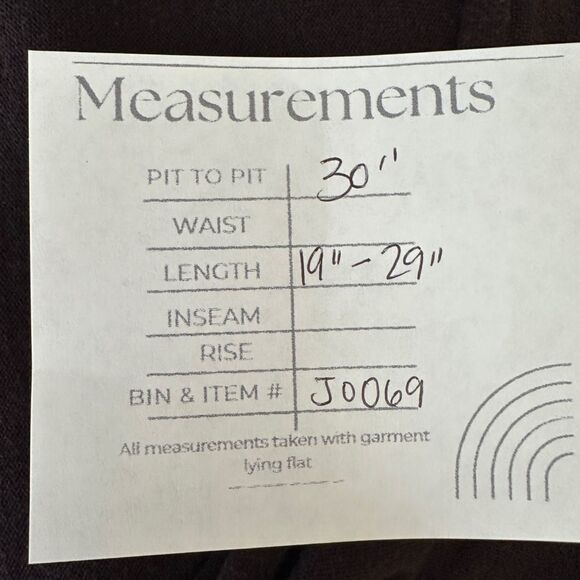 Measurements
PIT TO PIT 30"
WAIST
LENGTH 19" - 29"
INSEAM
RISE
BIN & ITEM # J0069
All measurements taken with garment
lying flat